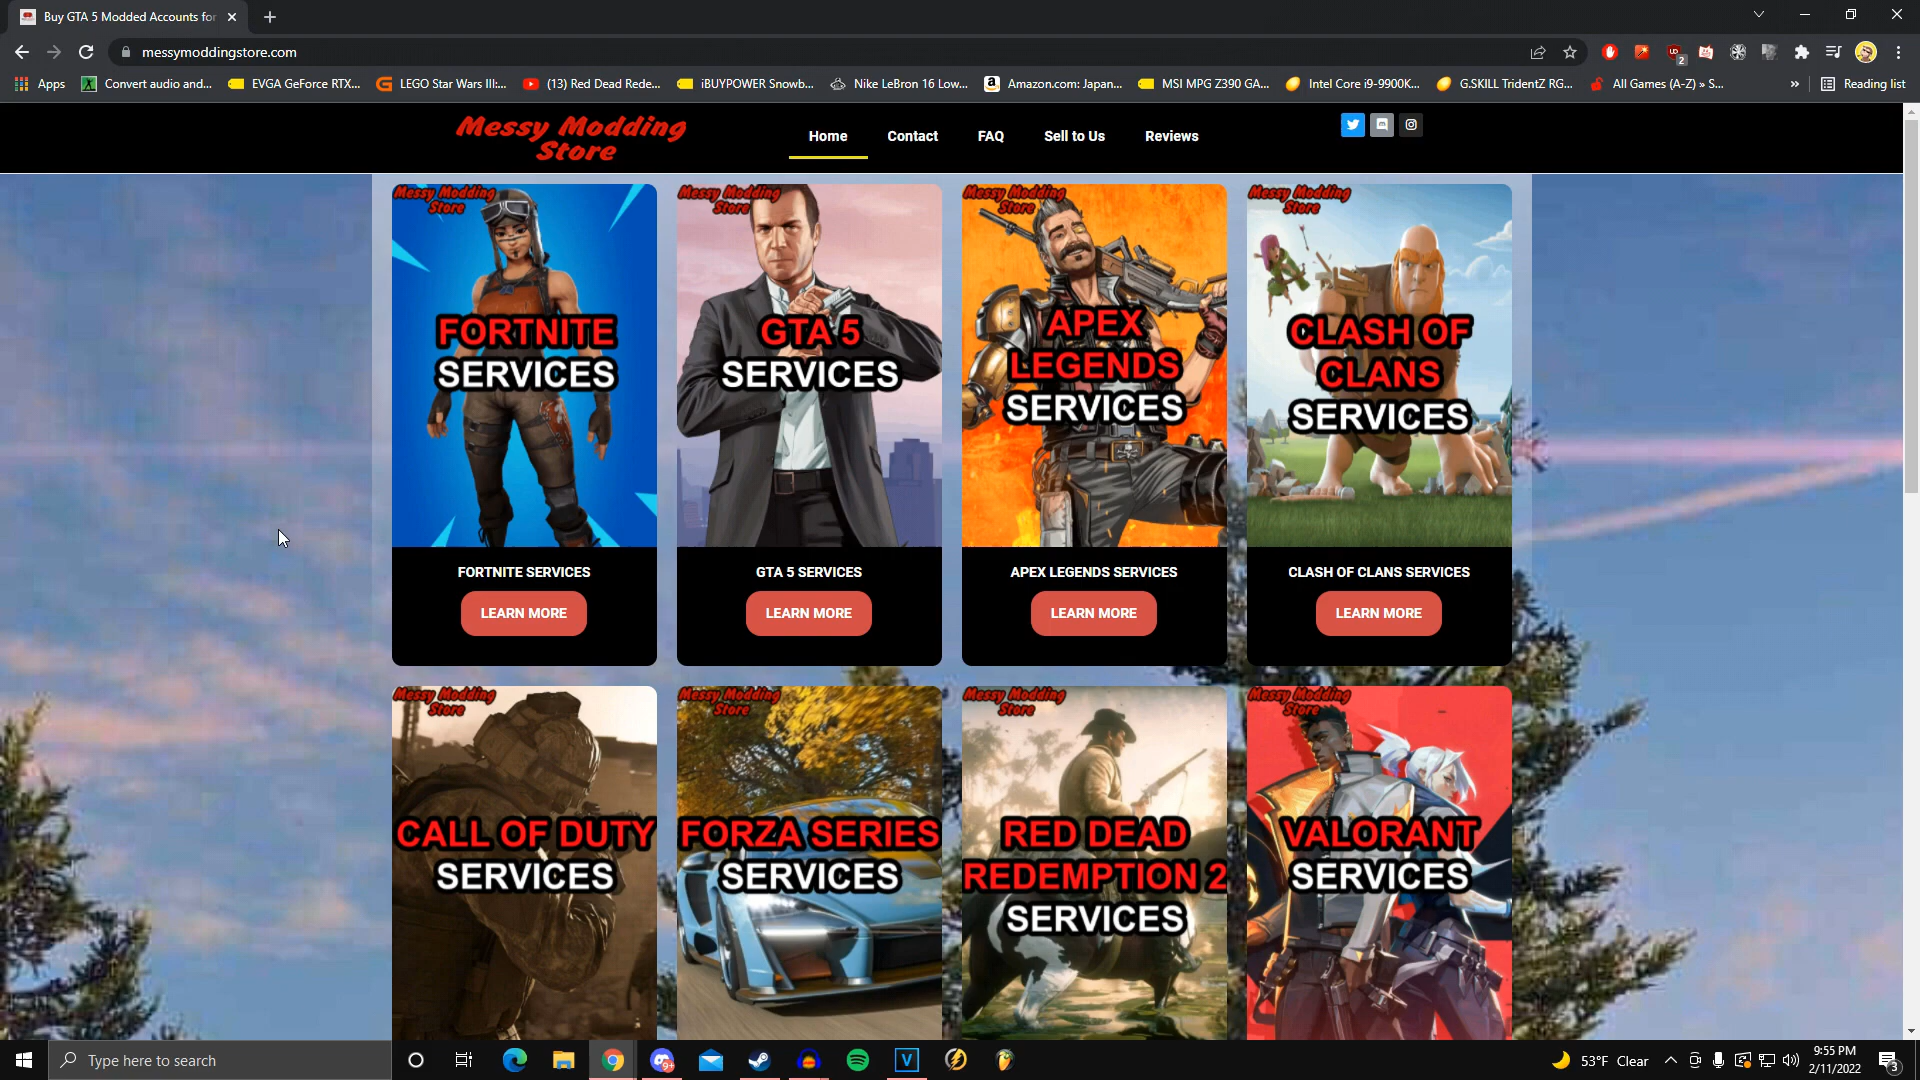 Buy GTA 5 Modded Accounts for
messymoddingstore.com
Apps
Convert audio and...
EVGA GeForce RTX...
LEGO Star Wars III:...
(13) Red Dead Rede...
iBUYPOWER Snowb...
Nike LeBron 16 Low...
Amazon.com: Japan...
MSI MPG Z390 GA...
Intel Core i9-9900K...
G.SKILL TridentZ RG...
All Games (A-Z) » S...
»
Reading list
Messy Modding
Store
Home
Contact
FAQ
Sell to Us
Reviews
Messy Modding
Store
FORTNITE
SERVICES
FORTNITE SERVICES
LEARN MORE
Messy Modding
Store
GTA 5
SERVICES
GTA 5 SERVICES
LEARN MORE
Messy Modding
Store
APEX
LEGENDS
SERVICES
APEX LEGENDS SERVICES
LEARN MORE
Messy Modding
Store
CLASH OF
CLANS
SERVICES
CLASH OF CLANS SERVICES
LEARN MORE
Messy Modding
Store
CALL OF DUTY
SERVICES
Messy Modding
Store
FORZA SERIES
SERVICES
Messy Modding
Store
RED DEAD
REDEMPTION 2
SERVICES
Messy Modding
Store
VALORANT
SERVICES
Type here to search
9+
V
53°F Clear
9:55 PM
2/11/2022
3